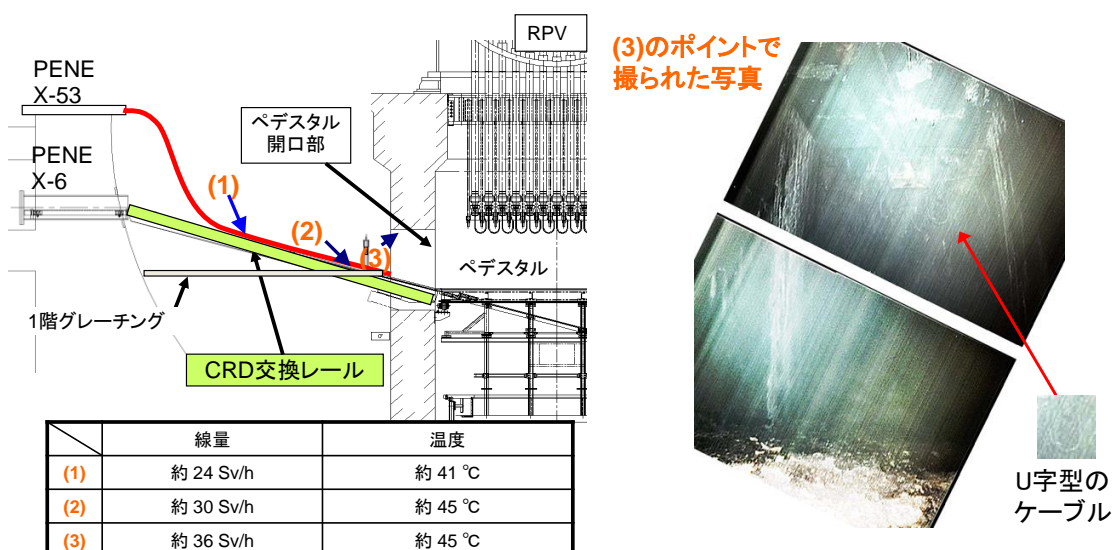 RPV
PENE
X-53
PENE
X-6
ペデスタル
開口部
(1)
(2)
(3)
ペデスタル
1階グレーチング
CRD交換レール
線量
温度
(1)
約 24 Sv/h
約 41 ℃
(2)
約 30 Sv/h
約 45 ℃
(3)
約 36 Sv/h
約 45 ℃
(3)のポイントで
撮られた写真
U字型の
ケーブル